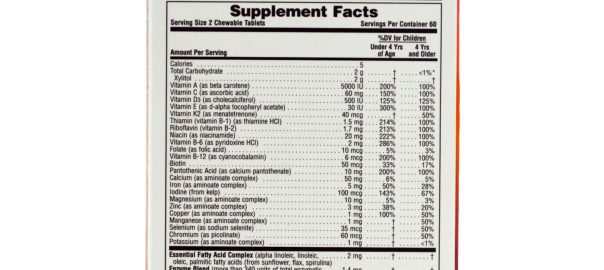 Supplement Facts
Serving Size 2 Chewable Tablets Servings Per Container 60
%DV for Children
Under 4 Yrs 4 Yrs
Amount Per Serving of Age and Older
Calories 5
Total Carbohydrate 2 g † <1%*
Xylitol 2 g † †
Vitamin A (as beta carotene) 5000 IU 200% 100%
Vitamin C (as ascorbic acid) 60 mg 150% 100%
Vitamin D3 (as cholecalciferol) 500 IU 125% 125%
Vitamin E (as d-alpha tocopheryl acetate) 30 IU 300% 100%
Vitamin K2 (as menatetrenone) 40 mcg † 50%
Thiamin (vitamin B-1) (as thiamine HCl) 1.5 mg 214% 100%
Riboflavin (vitamin B-2) 1.7 mg 213% 100%
Niacin (as niacinamide) 20 mg 222% 100%
Vitamin B-6 (as pyridoxine HCl) 2 mg 286% 100%
Folate (as folic acid) 10 mcg 5% 3%
Vitamin B-12 (as cyanocobalamin) 6 mcg 200% 100%
Biotin 50 mcg 33% 17%
Pantothenic Acid (as calcium pantothenate) 10 mg 200% 100%
Calcium (as aminoate complex) 50 mg 6% 5%
Iron (as aminoate complex) 5 mg 50% 28%
Iodine (from kelp) 100 mcg 143% 67%
Magnesium (as aminoate complex) 10 mg 5% 3%
Zinc (as aminoate complex) 3 mg 38% 20%
Copper (as aminoate complex) 1 mg 100% 50%
Manganese (as aminoate complex) 1 mg † 50%
Selenium (as sodium selenite) 35 mcg † 50%
Chromium (as picolinate) 60 mcg † 50%
Potassium (as aminoate complex) 1 mg † <1%
Essential Fatty Acid Complex (alpha linoleic, linoleic, 2 mg † †
oleic, palmitic fatty acids (from sunflower, flax, spirulina)
Enzyme Blend (more than 340 units of total enzymatic 1.4 mg † †